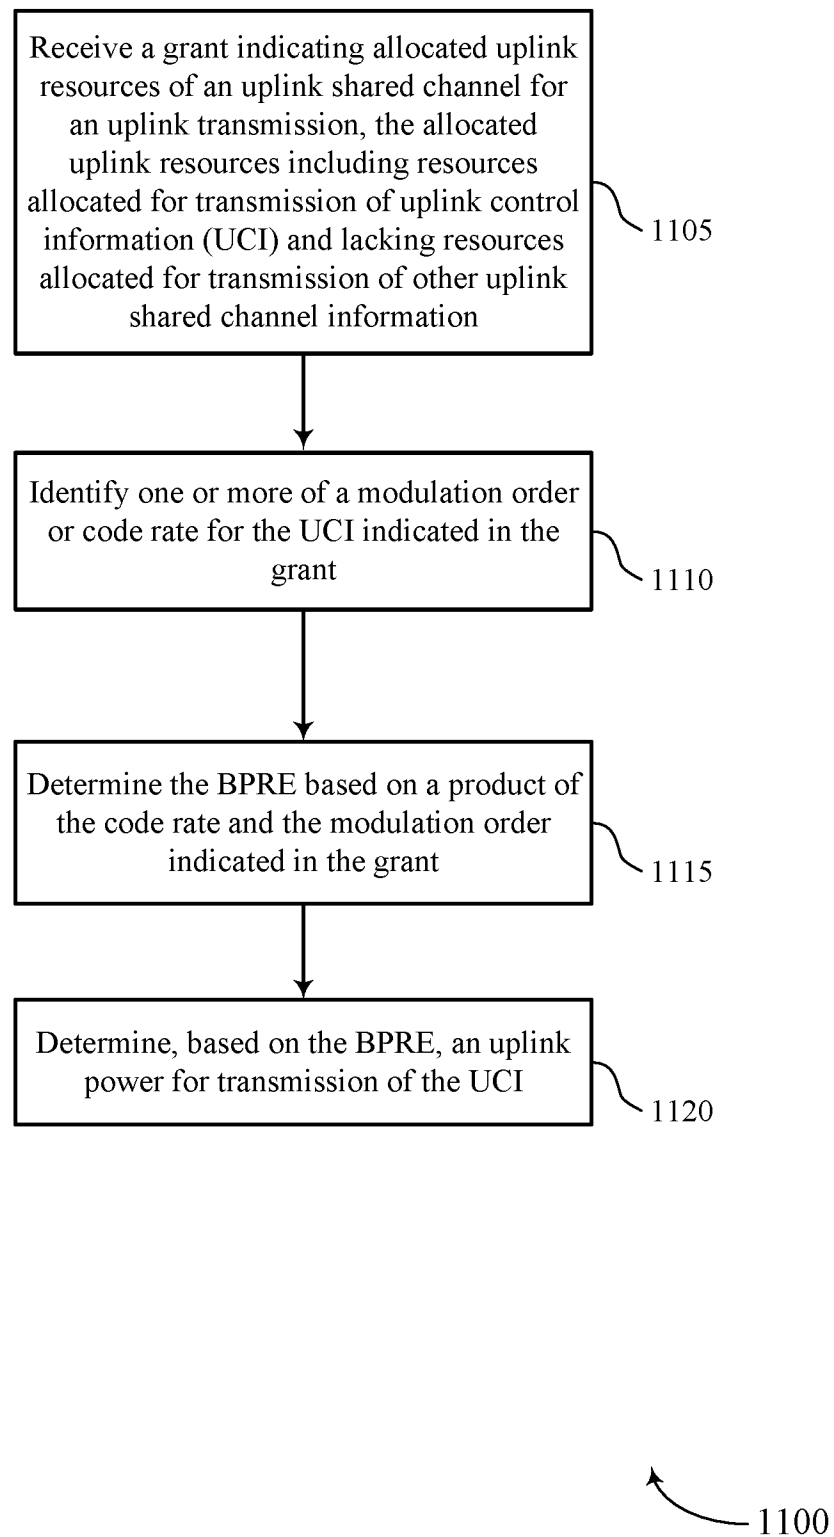 Receive a grant indicating allocated uplink
resources of an uplink shared channel for
an uplink transmission, the allocated
uplink resources including resources
allocated for transmission of uplink control
information (UCI) and lacking resources
allocated for transmission of other uplink
shared channel information
1105
Identify one or more of a modulation order
or code rate for the UCI indicated in the
grant
1110
Determine the BPRE based on a product of
the code rate and the modulation order
indicated in the grant
1115
Determine, based on the BPRE, an uplink
power for transmission of the UCI
1120
1100